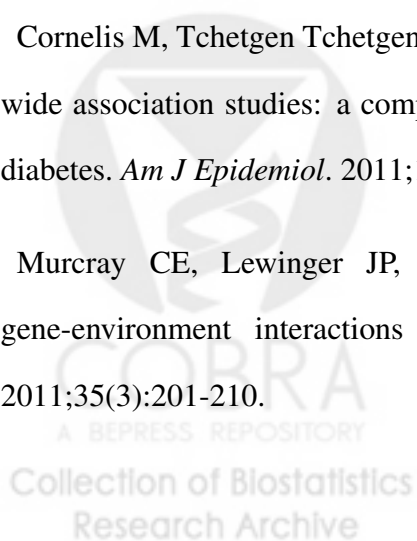 Cornelis M, Tchetgen Tchetgen
wide association studies: a comp
diabetes. Am J Epidemiol. 2011;
Murcray CE, Lewinger JP,
gene-environment interactions
2011;35(3):201-210.
COBRA
A BEPRESS REPOSITORY
Collection of Biostatistics
Research Archive